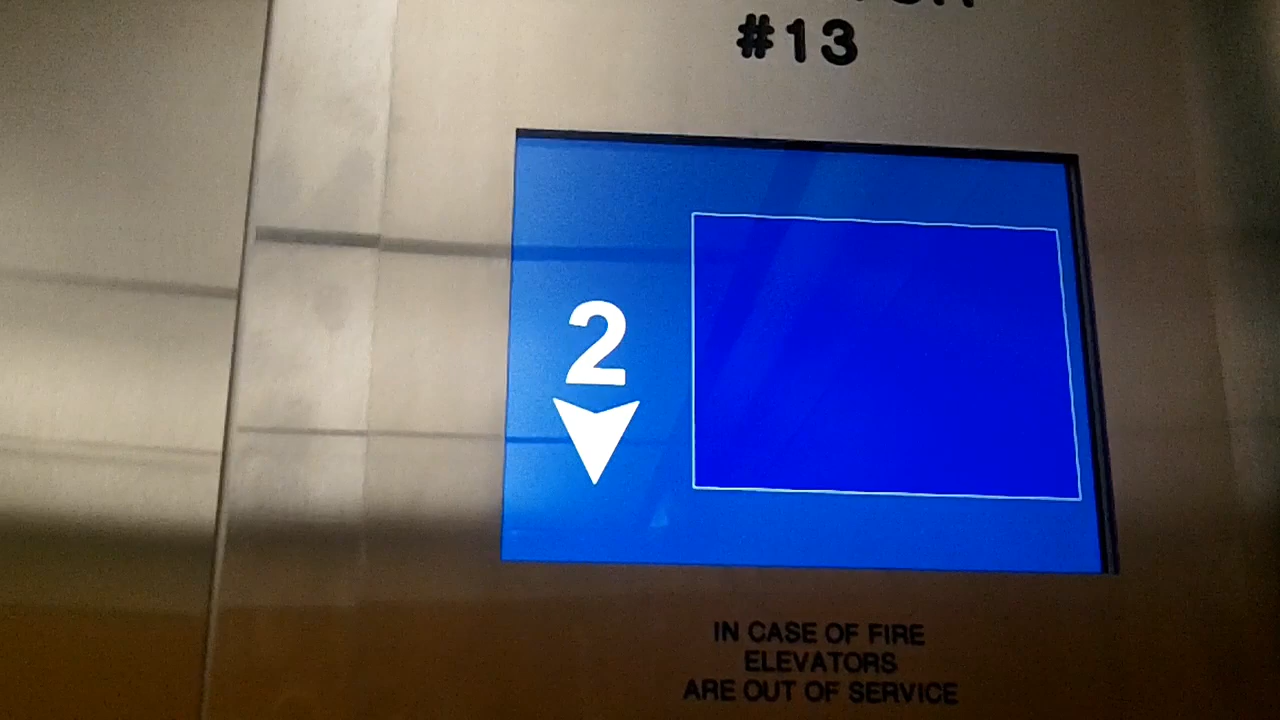 #13
2
IN CASE OF FIRE
ELEVATORS
ARE OUT OF SERVICE